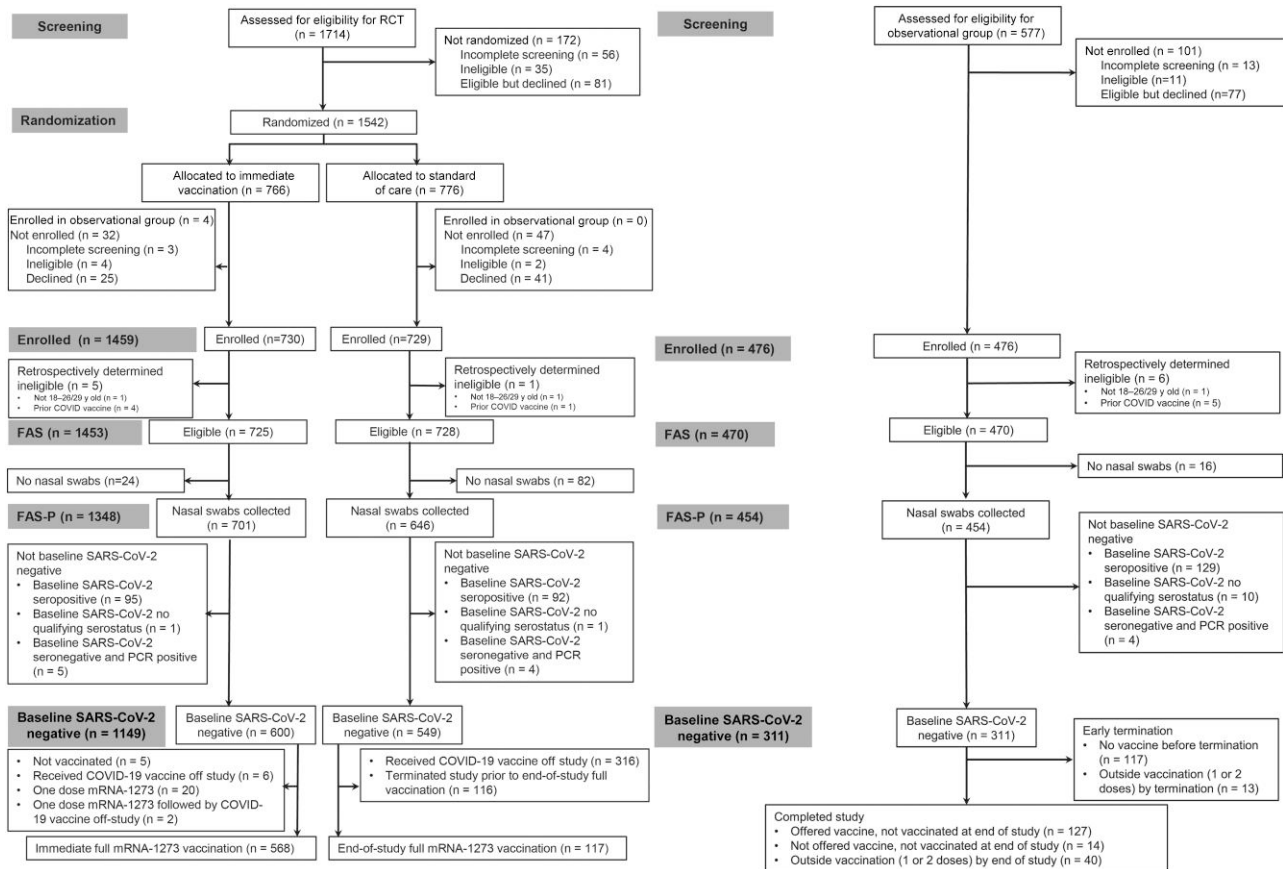 Screening
Assessed for eligibility for RCT
(n = 1714)
Not randomized (n = 172)
Incomplete screening (n = 56)
Ineligible (n = 35)
Eligible but declined (n = 81)
Randomization
Randomized (n = 1542)
Allocated to immediate
vaccination (n = 766)
Allocated to standard
of care (n = 776)
Enrolled in observational group (n = 4)
Not enrolled (n = 32)
Incomplete screening (n = 3)
Ineligible (n = 4)
Declined (n = 25)
Enrolled in observational group (n = 0)
Not enrolled (n = 47)
Incomplete screening (n = 4)
Ineligible (n = 2)
Declined (n = 41)
Enrolled (n = 1459)
Enrolled (n=730)
Enrolled (n=729)
Retrospectively determined
ineligible (n = 5)
• Not 18–26/29 y old (n = 1)
• Prior COVID vaccine (n = 4)
Retrospectively determined
ineligible (n = 1)
• Not 18–26/29 y old (n = 1)
• Prior COVID vaccine (n = 1)
FAS (n = 1453)
Eligible (n = 725)
Eligible (n = 728)
No nasal swabs (n=24)
No nasal swabs (n = 82)
FAS-P (n = 1348)
Nasal swabs collected
(n = 701)
Nasal swabs collected
(n = 646)
Not baseline SARS-CoV-2
negative
• Baseline SARS-CoV-2
seropositive (n = 95)
• Baseline SARS-CoV-2 no
qualifying serostatus (n = 1)
• Baseline SARS-CoV-2
seronegative and PCR positive
(n = 5)
Not baseline SARS-CoV-2
negative
• Baseline SARS-CoV-2
seropositive (n = 92)
• Baseline SARS-CoV-2 no
qualifying serostatus (n = 1)
• Baseline SARS-CoV-2
seronegative and PCR
positive (n = 4)
Baseline SARS-CoV-2
negative (n = 1149)
Baseline SARS-CoV-2
negative (n = 600)
Baseline SARS-CoV-2
negative (n = 549)
• Not vaccinated (n = 5)
• Received COVID-19 vaccine off study (n = 6)
• One dose mRNA-1273 (n = 20)
• One dose mRNA-1273 followed by COVID-
19 vaccine off-study (n = 2)
• Received COVID-19 vaccine off study (n = 316)
• Terminated study prior to end-of-study full
vaccination (n = 116)
Immediate full mRNA-1273 vaccination (n = 568)
End-of-study full mRNA-1273 vaccination (n = 117)
Screening
Assessed for eligibility for
observational group (n = 577)
Not enrolled (n = 101)
Incomplete screening (n = 13)
Ineligible (n=11)
Eligible but declined (n=77)
Enrolled (n = 476)
Enrolled (n = 476)
Retrospectively determined
ineligible (n = 6)
• Not 18–26/29 y old (n = 1)
• Prior COVID vaccine (n = 5)
FAS (n = 470)
Eligible (n = 470)
No nasal swabs (n = 16)
FAS-P (n = 454)
Nasal swabs collected
(n = 454)
Not baseline SARS-CoV-2
negative
• Baseline SARS-CoV-2
seropositive (n = 129)
• Baseline SARS-CoV-2 no
qualifying serostatus (n = 10)
• Baseline SARS-CoV-2
seronegative and PCR positive
(n = 4)
Baseline SARS-CoV-2
negative (n = 311)
Baseline SARS-CoV-2
negative (n = 311)
Early termination
• No vaccine before termination
(n = 117)
• Outside vaccination (1 or 2
doses) by termination (n = 13)
Completed study
• Offered vaccine, not vaccinated at end of study (n = 127)
• Not offered vaccine, not vaccinated at end of study (n = 14)
• Outside vaccination (1 or 2 doses) by end of study (n = 40)